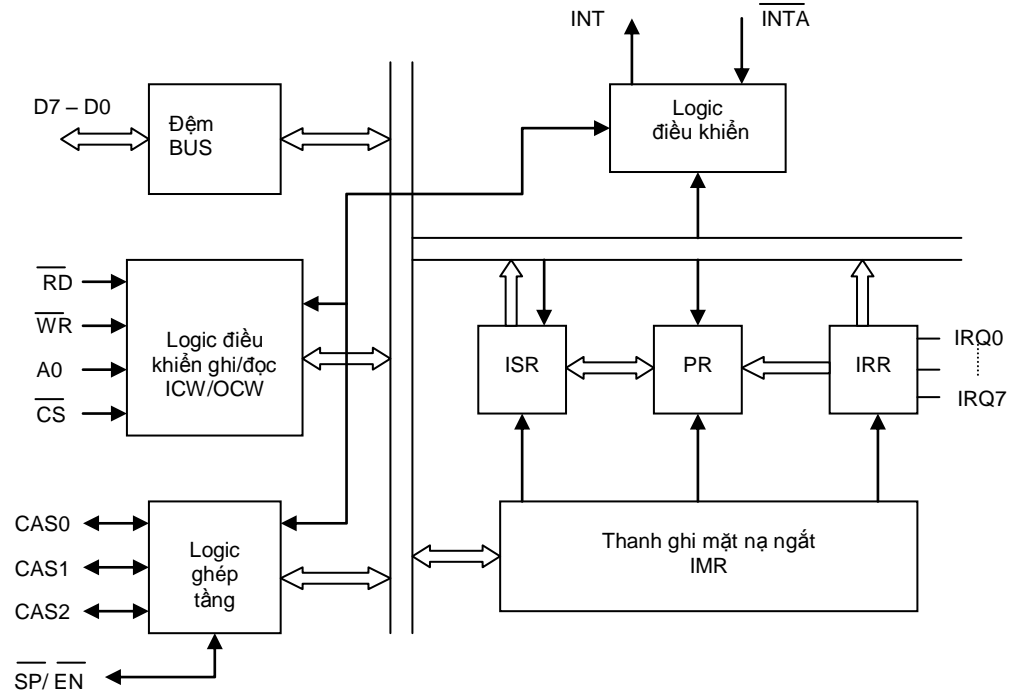 INT
INTA
D7 – D0
Đệm
BUS
Logic
điều khiển
RD
WR
A0
CS
Logic điều
khiển ghi/đọc
ICW/OCW
ISR
PR
IRR
IRQ0
IRQ7
CAS0
CAS1
CAS2
Logic
ghép
tầng
Thanh ghi mặt nạ ngắt
IMR
SP/ EN